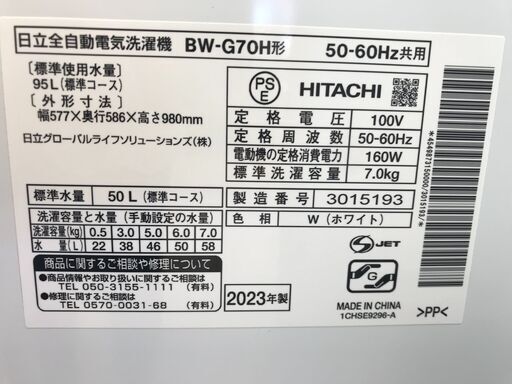 日立全自動電気洗濯機 BW-G70H形 50-60Hz共用
[標準使用水量]
95L(標準コース)
[外形寸法]
幅577×奥行586×高さ980mm
日立グローバルライフソリューションズ(株)
PS
E
HITACHI
定格電圧 100V
定格周波数 50-60Hz
電動機の定格消費電力 160W
標準洗濯容量 7.0kg
標準水量 50L(標準コース)
製造番号 3015193
洗濯容量と水量(手動設定の水量)
洗濯容量(kg) 0.5 3.0 5.0 6.0 7.0
水量(L) 22 38 46 50 58
色相 W(ホワイト)
商品に関するご相談や修理について
●商品情報やお取り扱いに関するご相談
TEL 050-3155-1111 (有料)
●修理に関するご相談
TEL 0570-0031-68 (有料)
2023年製
S-JET
G
MADE IN CHINA
1CHSE9296-A
>PP<
*4549873150000/3015193/*